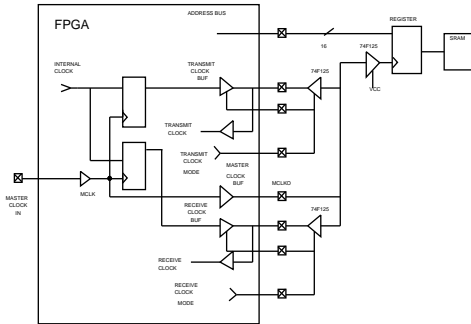 ADDRESS BUS
REGISTER
FPGA
16
74F125
SRAM
INTERNAL
CLOCK
TRANSMIT
CLOCK
BUF
74F125
VCC
TRANSMIT
CLOCK
TRANSMIT
CLOCK
MODE
MASTER
CLOCK
BUF
MCLKO
74F125
MCLK
MASTER
CLOCK
IN
RECEIVE
CLOCK
BUF
RECEIVE
CLOCK
RECEIVE
CLOCK
MODE